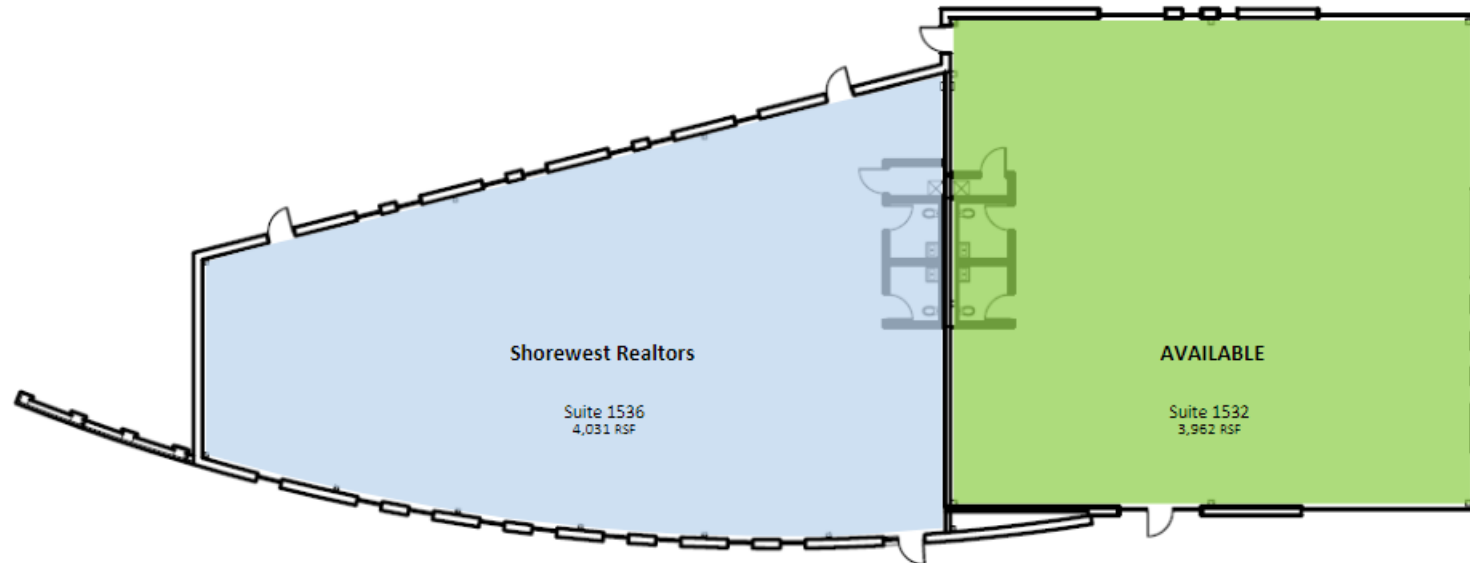 Shorewest Realtors
Suite 1536
4,031 RSF
AVAILABLE
Suite 1532
3,962 RSF